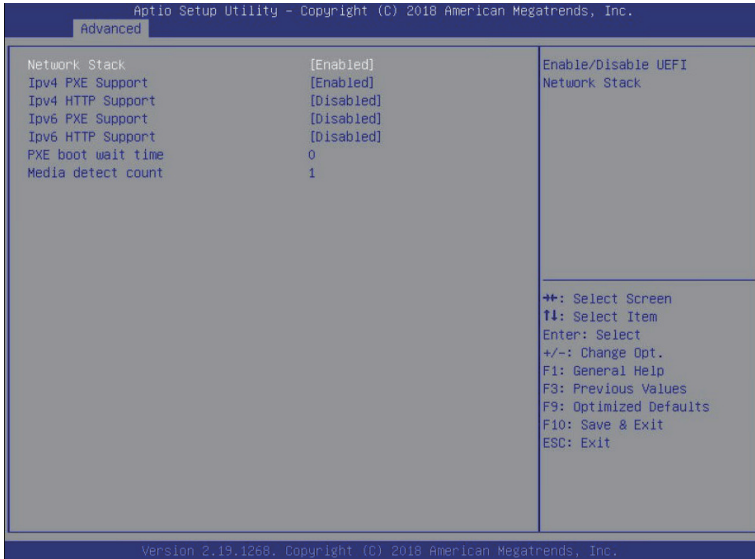 Aptio Setup Utility – Copyright (C) 2018 American Megatrends, Inc.
Advanced
Network Stack [Enabled]
Ipv4 PXE Support [Enabled]
Ipv4 HTTP Support [Disabled]
Ipv6 PXE Support [Disabled]
Ipv6 HTTP Support [Disabled]
PXE boot wait time 0
Media detect count 1
Enable/Disable UEFI
Network Stack
→←: Select Screen
↑↓: Select Item
Enter: Select
+/-: Change Opt.
F1: General Help
F3: Previous Values
F9: Optimized Defaults
F10: Save & Exit
ESC: Exit
Version 2.19.1268. Copyright (C) 2018 American Megatrends, Inc.